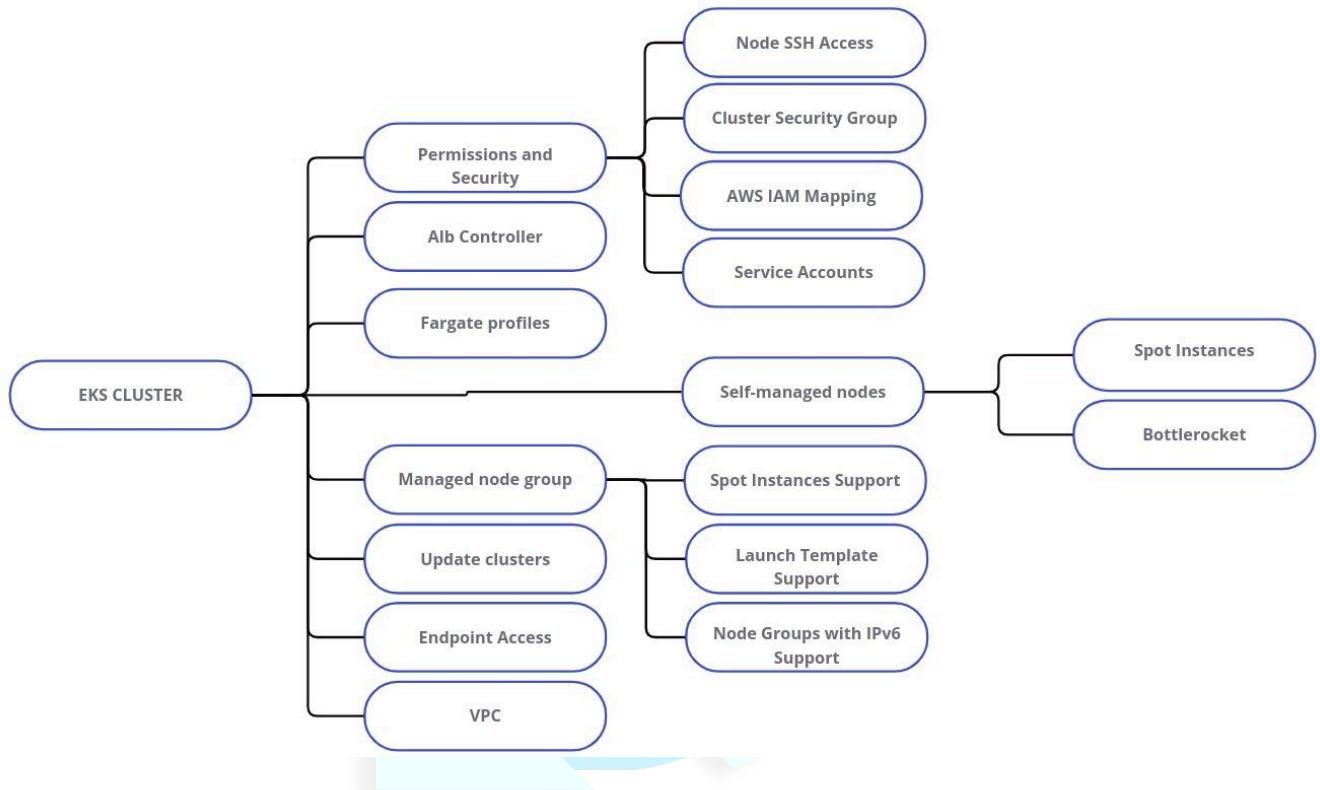 Node SSH Access
Cluster Security Group
Permissions and
Security
AWS IAM Mapping
Alb Controller
Service Accounts
Fargate profiles
Spot Instances
EKS CLUSTER
Self-managed nodes
Bottlerocket
Managed node group
Spot Instances Support
Update clusters
Launch Template
Support
Endpoint Access
Node Groups with IPv6
Support
VPC